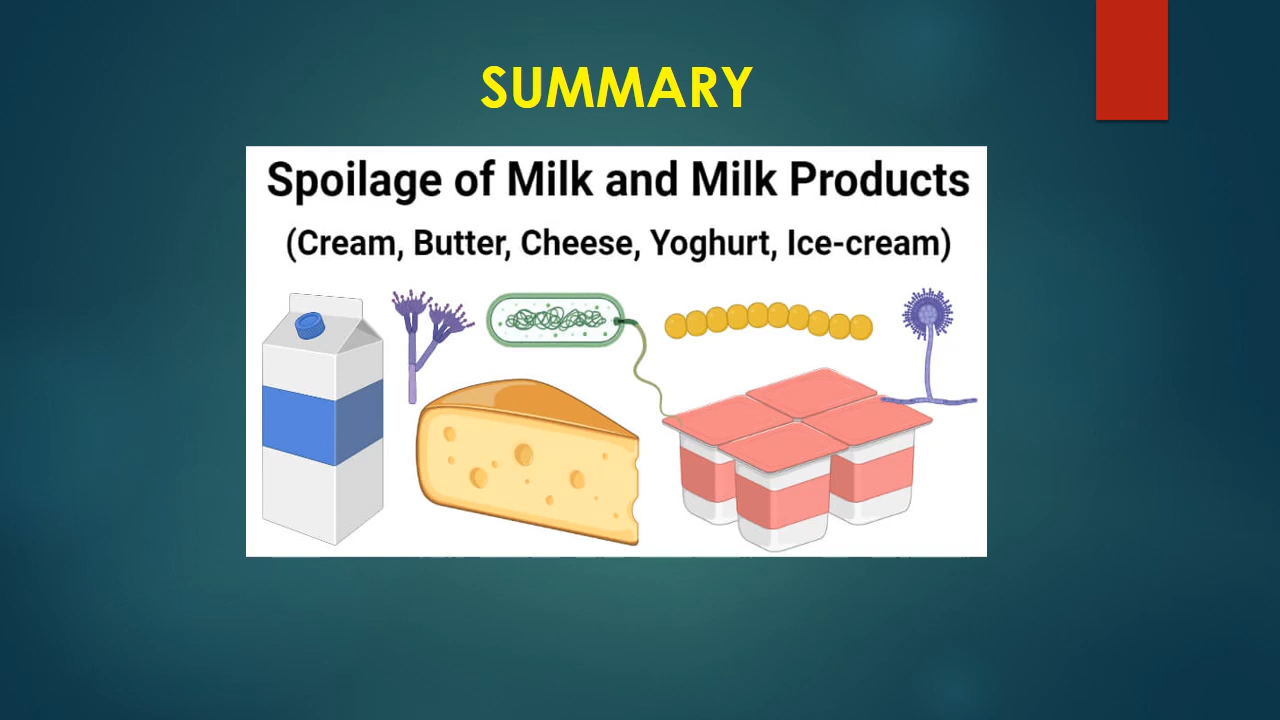 SUMMARY
Spoilage of Milk and Milk Products
(Cream, Butter, Cheese, Yoghurt, Ice-cream)